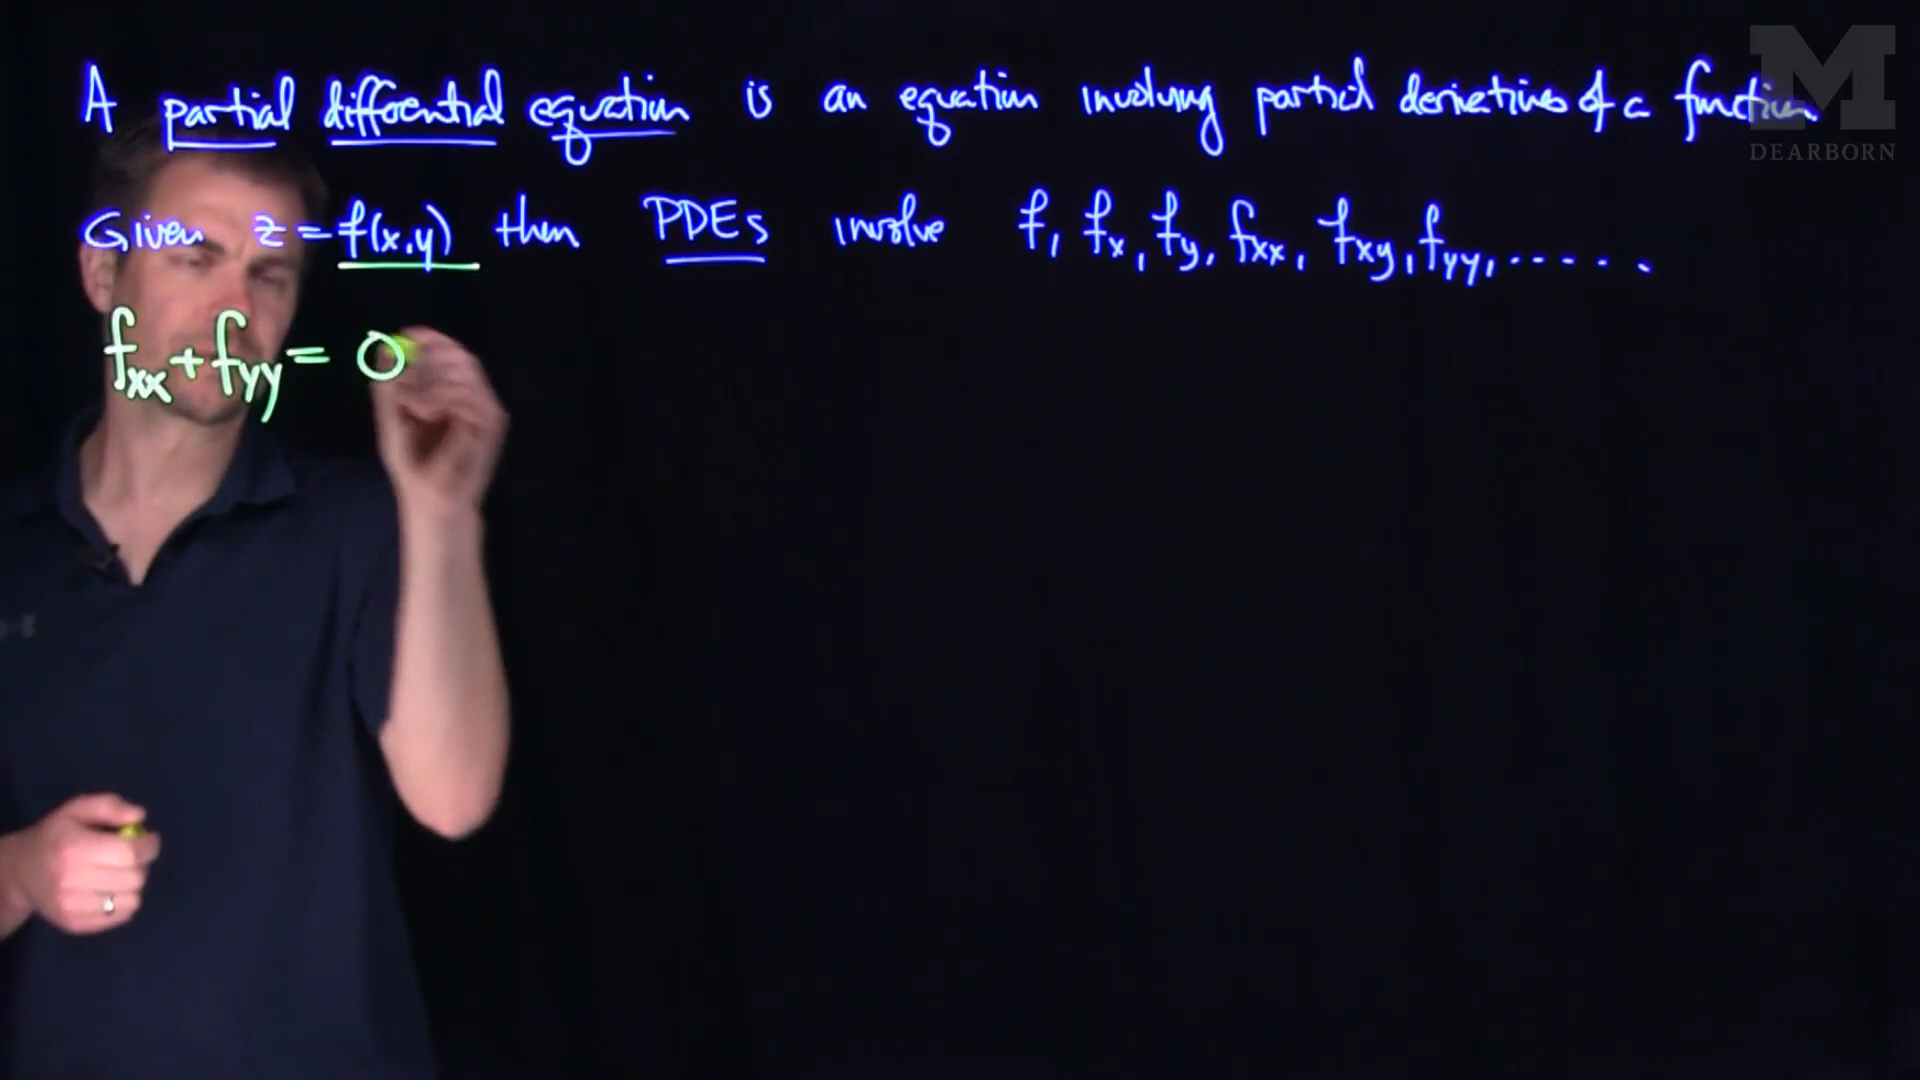 A partial differential equation is an equation involving partial derivatives of a function.
M
DEARBORN
Given z = f(x,y) then PDEs involve f, fx, fy, fxx, fxy, fyy, .....
fxx + fyy = 0